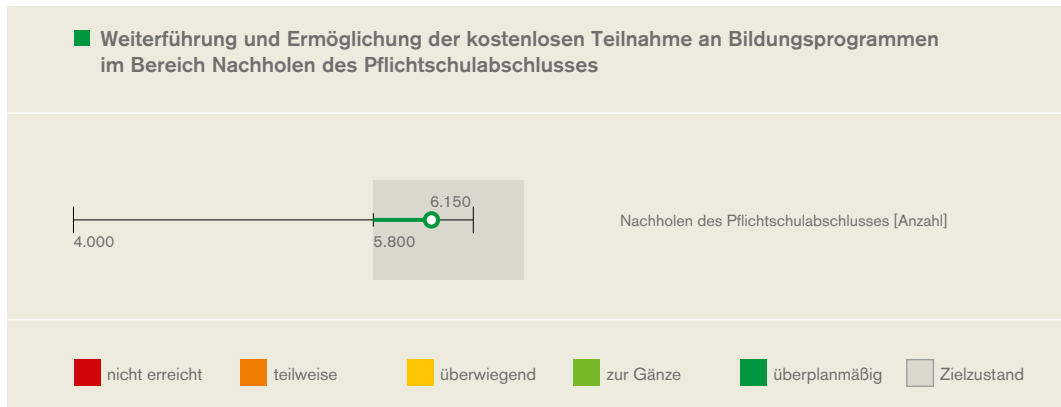 Weiterführung und Ermöglichung der kostenlosen Teilnahme an Bildungsprogrammen
im Bereich Nachholen des Pflichtschulabschlusses
6.150
4.000
5.800
Nachholen des Pflichtschulabschlusses [Anzahl]
nicht erreicht
teilweise
überwiegend
zur Gänze
überplanmäßig
Zielzustand